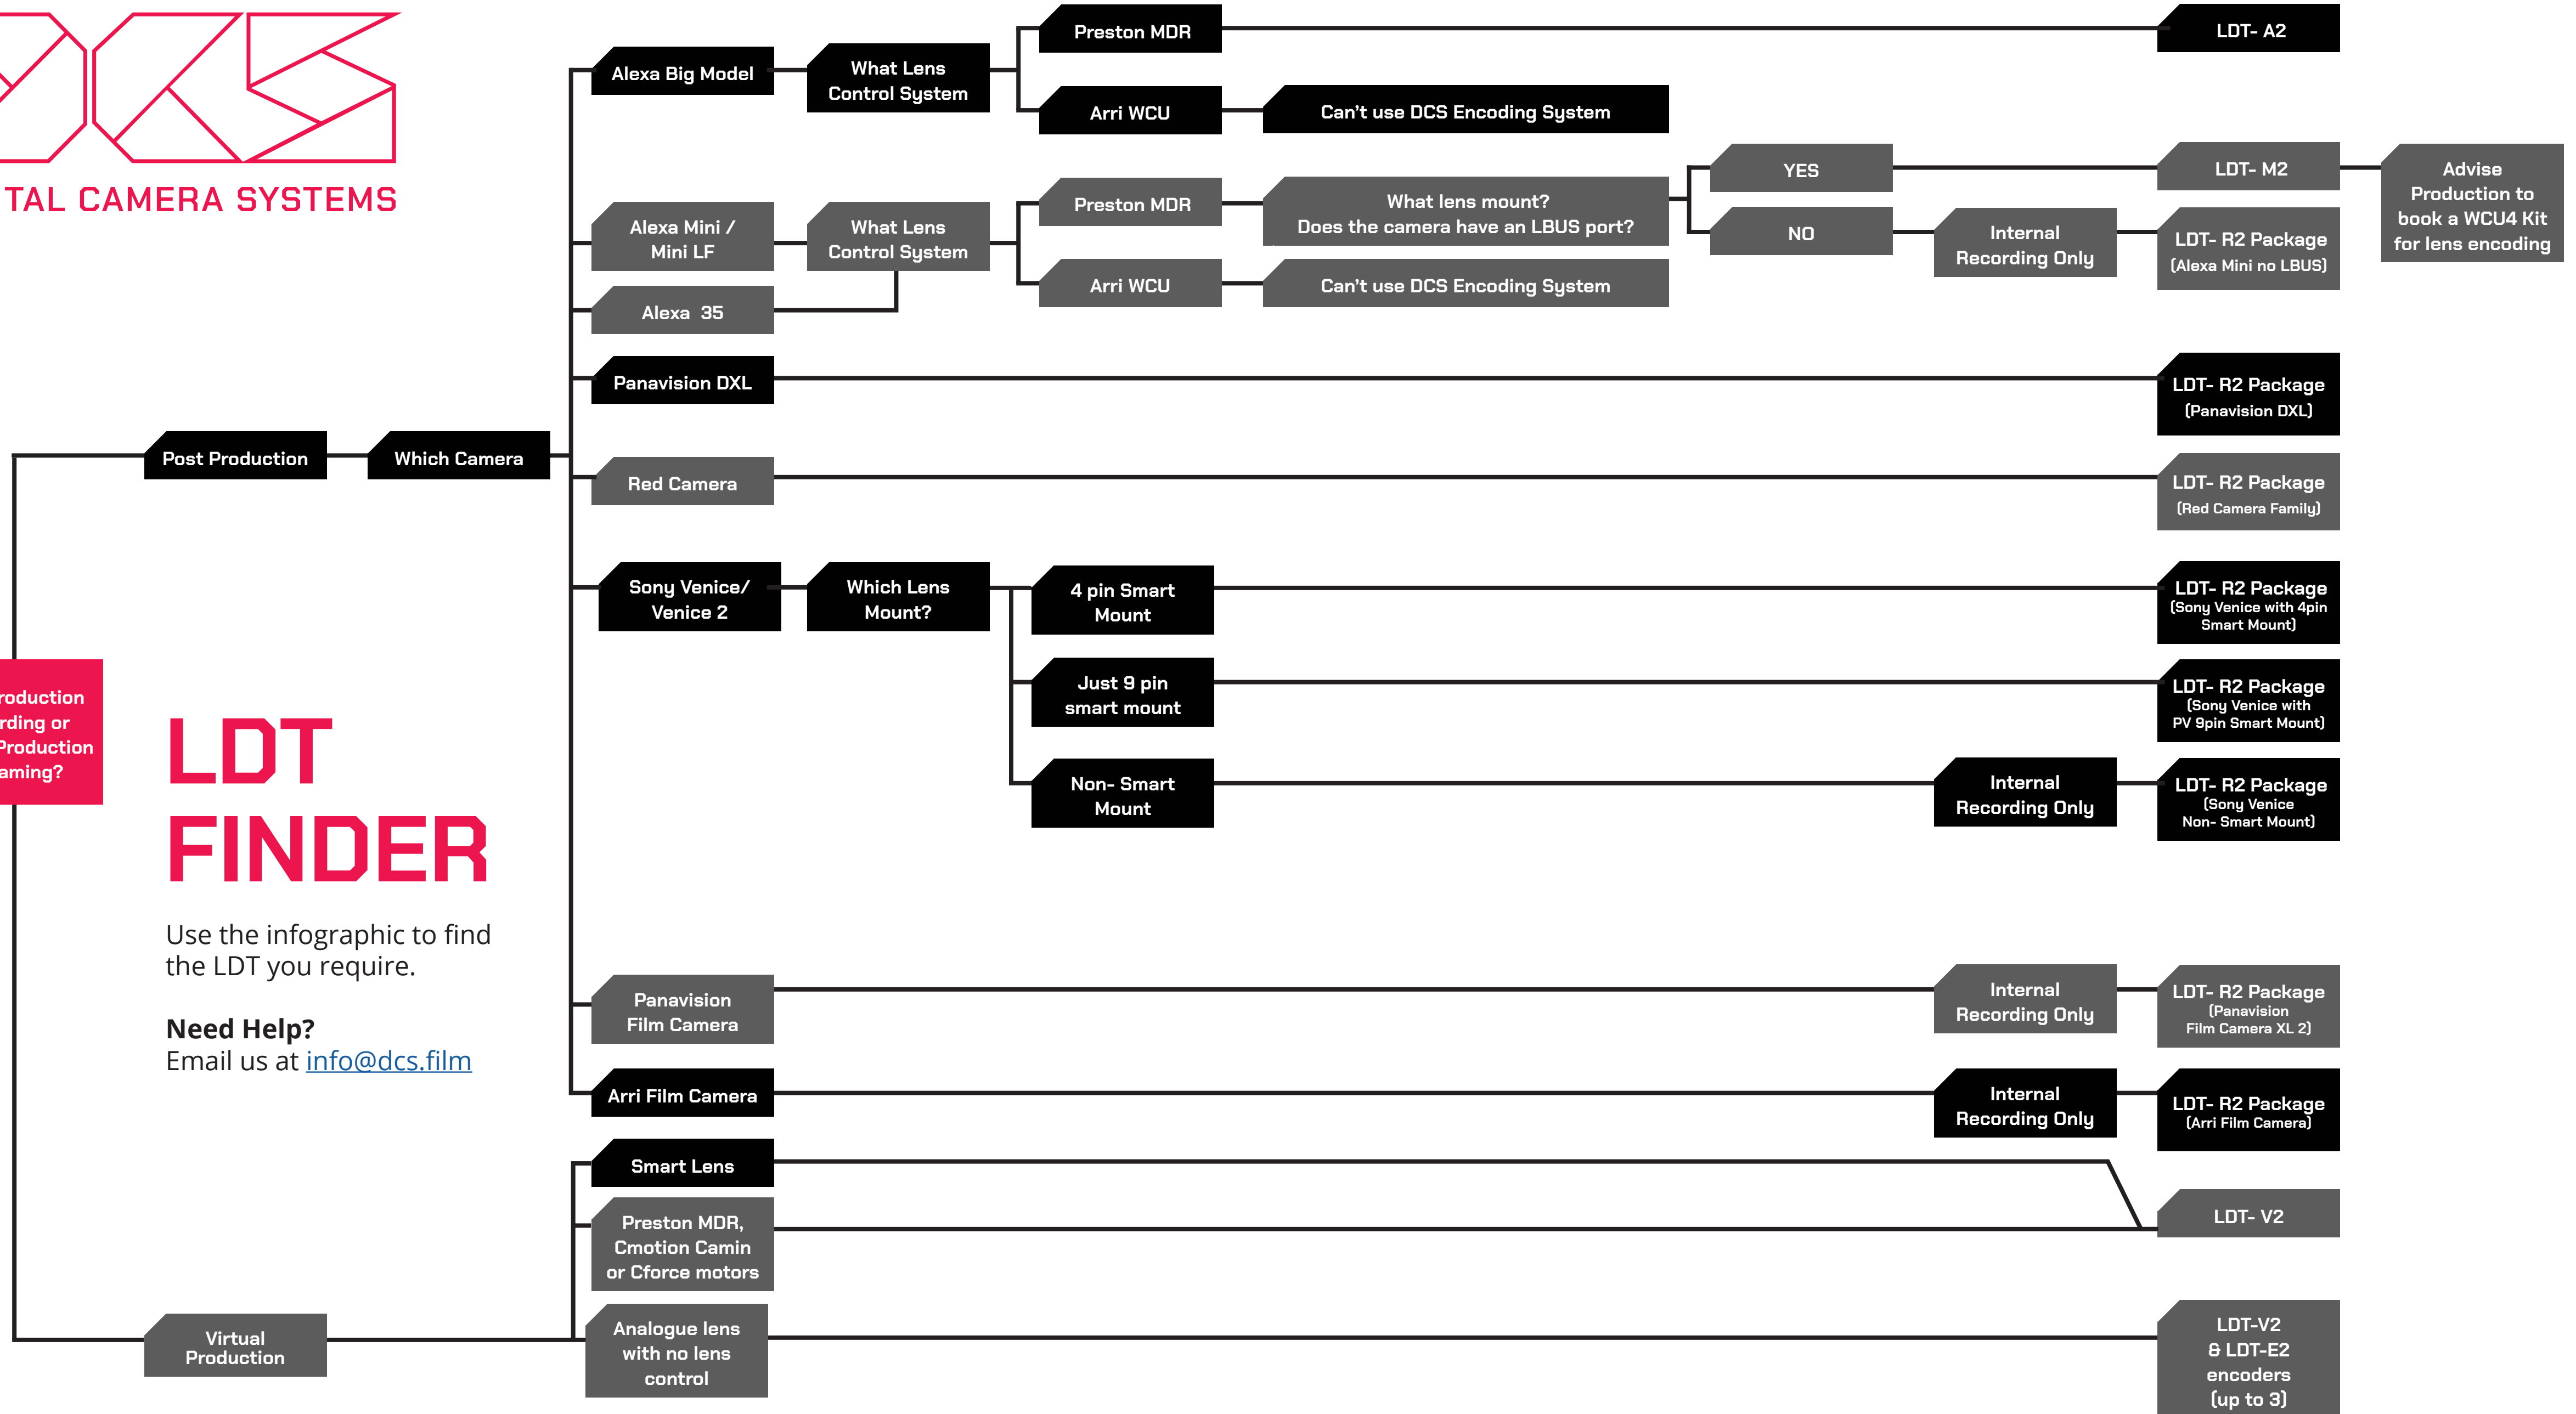 TAL CAMERA SYSTEMS
Preston MDR
LDT- A2
Alexa Big Model
What Lens
Control System
Arri WCU
Can't use DCS Encoding System
Alexa Mini /
Mini LF
What Lens
Control System
Preston MDR
What lens mount?
Does the camera have an LBUS port?
YES
LDT- M2
Advise
Production to
book a WCU4 Kit
for lens encoding
NO
Internal
Recording Only
LDT- R2 Package
(Alexa Mini no LBUS)
Arri WCU
Can't use DCS Encoding System
Alexa 35
Panavision DXL
LDT- R2 Package
(Panavision DXL)
Post Production
Which Camera
Red Camera
LDT- R2 Package
(Red Camera Family)
Sony Venice/
Venice 2
Which Lens
Mount?
4 pin Smart
Mount
LDT- R2 Package
(Sony Venice with 4pin
Smart Mount)
Just 9 pin
smart mount
LDT- R2 Package
(Sony Venice with
PV 9pin Smart Mount)
Non- Smart
Mount
Internal
Recording Only
LDT- R2 Package
(Sony Venice
Non- Smart Mount)
roduction
rding or
Production
aming?
LDT
FINDER
Use the infographic to find
the LDT you require.
Need Help?
Email us at info@dcs.film
Panavision
Film Camera
Internal
Recording Only
LDT- R2 Package
(Panavision
Film Camera XL 2)
Arri Film Camera
Internal
Recording Only
LDT- R2 Package
(Arri Film Camera)
Smart Lens
Preston MDR,
Cmotion Camin
or Cforce motors
LDT- V2
Virtual
Production
Analogue lens
with no lens
control
LDT-V2
& LDT-E2
encoders
(up to 3)